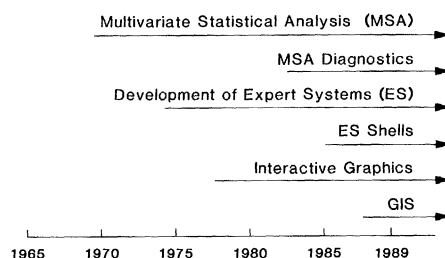 Multivariate Statistical Analysis (MSA)
MSA Diagnostics
Development of Expert Systems (ES)
ES Shells
Interactive Graphics
GIS
1965 1970 1975 1980 1985 1989